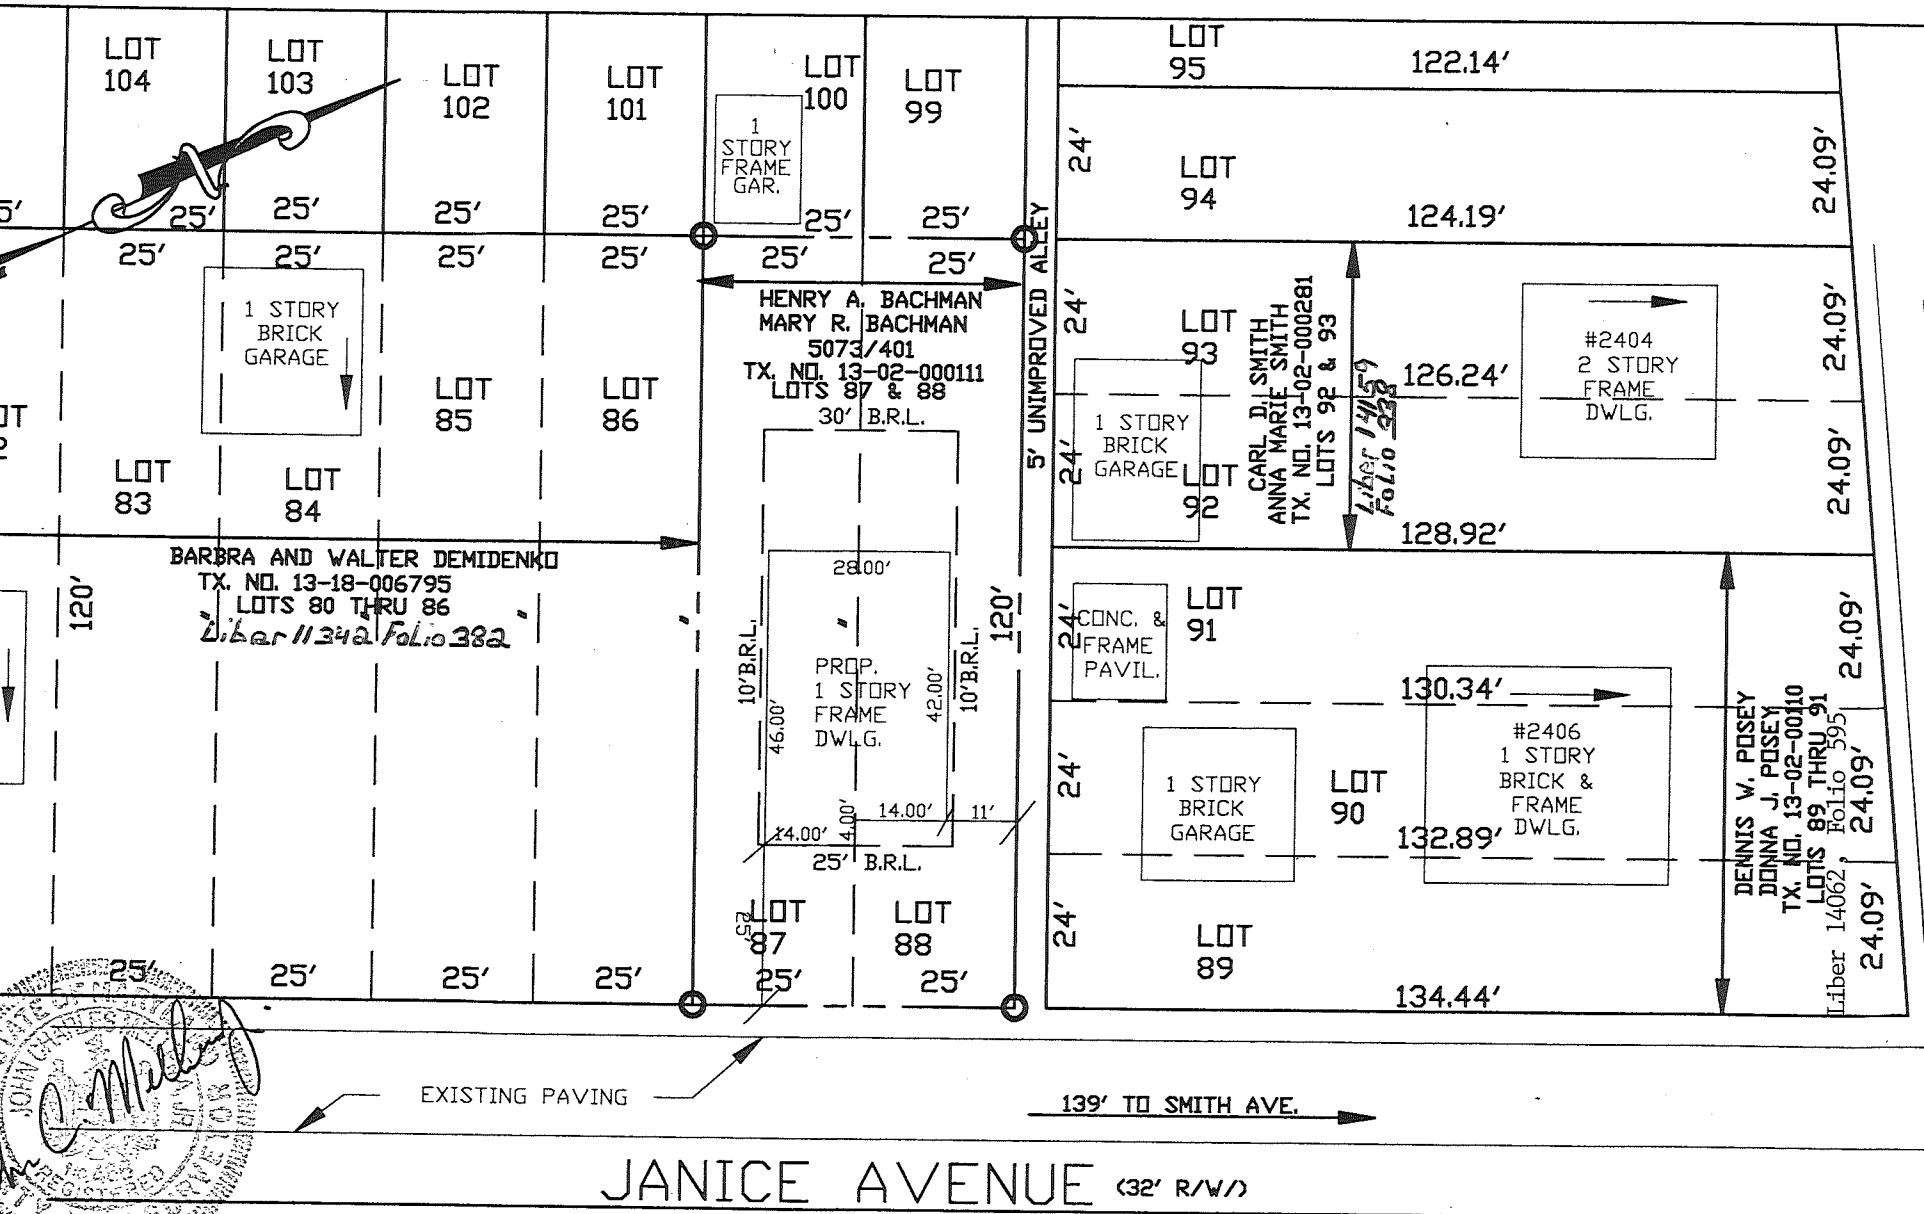 LOT
104
LOT
103
LOT
102
LOT
101
LOT
100
LOT
99
1
STORY
FRAME
GAR.
5'
25'
25'
25'
25'
25'
25'
25'
25'
25'
25'
25'
25'
1 STORY
BRICK
GARAGE
LOT
83
LOT
84
LOT
85
LOT
86
HENRY A. BACHMAN
MARY R. BACHMAN
5073/401
TX. NO. 13-02-000111
LOTS 87 & 88
30' B.R.L.
BARBRA AND WALTER DEMIDENKO
TX. NO. 13-18-006795
LOTS 80 THRU 86
"Liber 11342 Folio 382"
120'
28.00'
10'B.R.L.
46.00'
PROP.
1 STORY
FRAME
DWLG.
42.00'
10'B.R.L.
120'
14.00'
4.00'
14.00'
11'
25' B.R.L.
25'
LOT
87
LOT
88
25'
25'
25'
25'
25'
25'
5' UNIMPROVED ALLEY
LOT
95
122.14'
24'
LOT
94
124.19'
24.09'
24'
LOT
93
CARL D. SMITH
ANNA MARIE SMITH
TX. NO. 13-02-000281
LOTS 92 & 93
Liber 14159
Folio 238
126.24'
#2404
2 STORY
FRAME
DWLG.
24.09'
1 STORY
BRICK
GARAGE
24'
LOT
92
128.92'
24.09'
24'
CONC. &
FRAME
PAVIL.
LOT
91
130.34'
24.09'
#2406
1 STORY
BRICK &
FRAME
DWLG.
24'
1 STORY
BRICK
GARAGE
LOT
90
132.89'
24.09'
DENNIS W. POSEY
DONNA J. POSEY
TX. NO. 13-02-00110
LOTS 89 THRU 91
Liber 14062, Folio 595
24'
LOT
89
134.44'
24.09'
EXISTING PAVING
139' TO SMITH AVE.
JANICE AVENUE (32' R/W/)